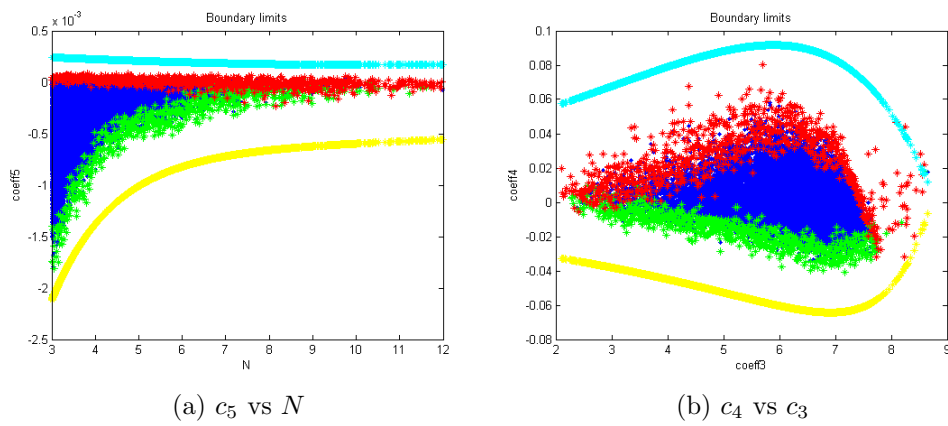 x 10⁻³
Boundary limits
0.5
0
-0.5
-1
-1.5
-2
-2.5
coeff5
3 4 5 6 7 8 9 10 11 12
N
(a) c₅ vs N
Boundary limits
0.1
0.08
0.06
0.04
0.02
0
-0.02
-0.04
-0.06
-0.08
coeff4
2 3 4 5 6 7 8 9
coeff3
(b) c₄ vs c₃